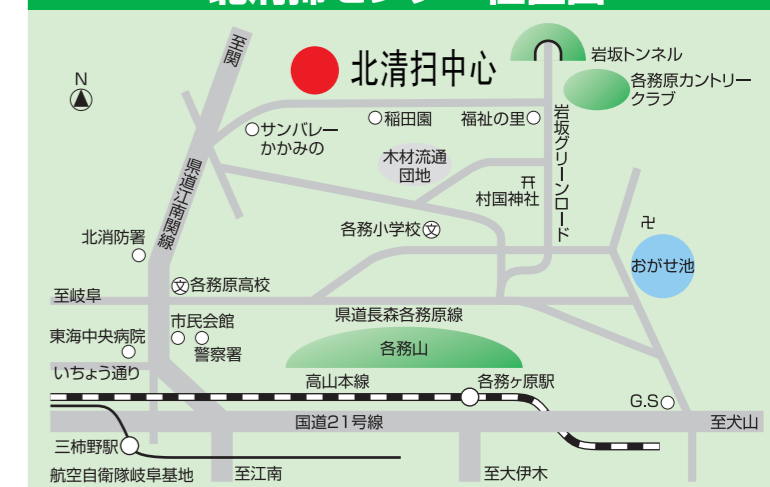 至関
北清扫中心
岩坂トンネル
各務原カントリー
クラブ
N
サンバレー
かかみの
稲田園
福祉の里
岩坂グリーンロード
木材流通
団地
村国神社
県道江南関線
各務小学校
文
北消防署
おがせ池
文
各務原高校
至岐阜
県道長森各務原線
市民会館
警察署
東海中央病院
各務山
いちょう通り
高山本線
各務ヶ原駅
G.S
国道21号線
至犬山
三柿野駅
航空自衛隊岐阜基地
至江南
至大伊木